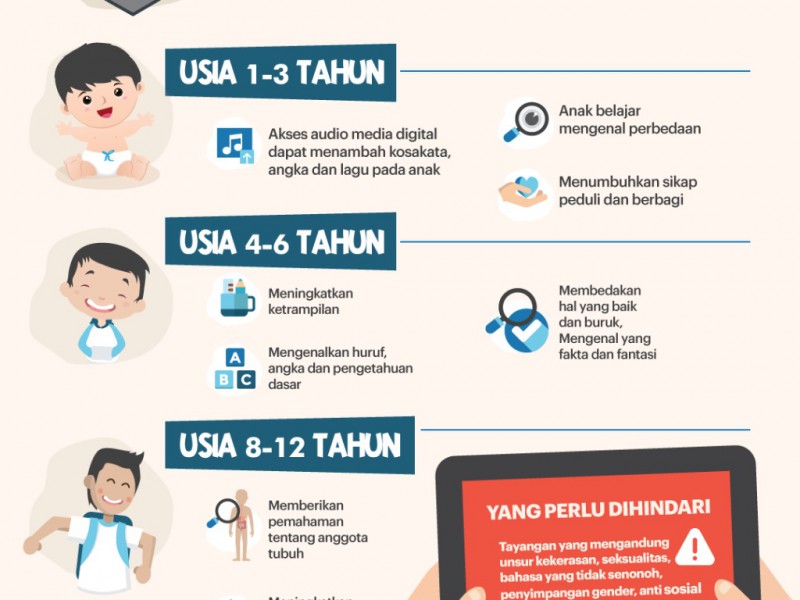 USIA 1-3 TAHUN
Akses audio media digital
dapat menambah kosakata,
angka dan lagu pada anak
Anak belajar
mengenal perbedaan
Menumbuhkan sikap
peduli dan berbagi
USIA 4-6 TAHUN
Meningkatkan
ketrampilan
A
B C
Mengenalkan huruf,
angka dan pengetahuan
dasar
Membedakan
hal yang baik
dan buruk,
Mengenal yang
fakta dan fantasi
USIA 8-12 TAHUN
Memberikan
pemahaman
tentang anggota
tubuh
Meningkatkan
YANG PERLU DIHINDARI
Tayangan yang mengandung
unsur kekerasan, seksualitas,
bahasa yang tidak senonoh,
penyimpangan gender, anti sosial